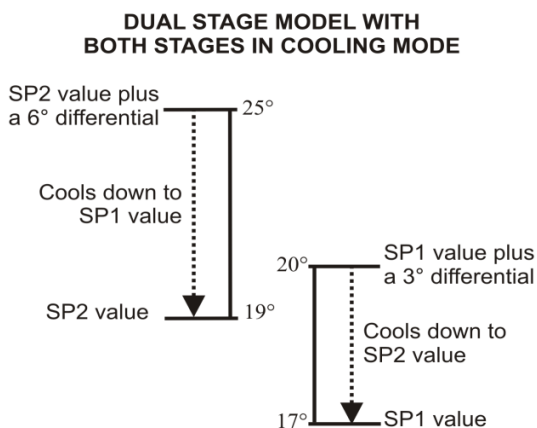 DUAL STAGE MODEL WITH
BOTH STAGES IN COOLING MODE
SP2 value plus
a 6° differential
25°
Cools down to
SP1 value
SP2 value
19°
20°
SP1 value plus
a 3° differential
Cools down to
SP2 value
17°
SP1 value